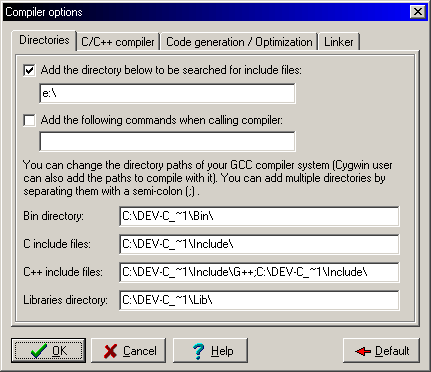 Compiler options
Directories C/C++ compiler Code generation / Optimization Linker
Add the directory below to be searched for include files:
e:\
Add the following commands when calling compiler:
You can change the directory paths of your GCC compiler system (Cygwin user
can also add the paths to compile with it). You can add multiple directories by
separating them with a semi-colon (;) .
Bin directory: C:\DEV-C_~1\Bin\
C include files: C:\DEV-C_~1\Include\
C++ include files: C:\DEV-C_~1\Include\G++;C:\DEV-C_~1\Include\
Libraries directory: C:\DEV-C_~1\Lib\
OK Cancel Help Default